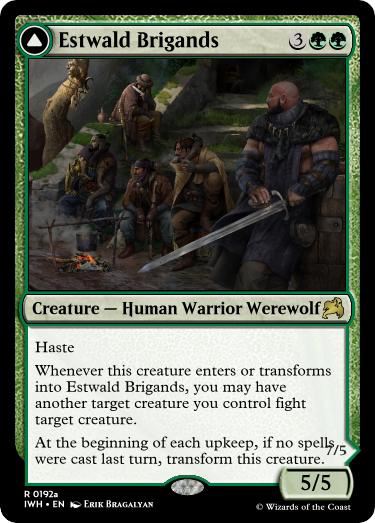 Estwald Brigands 3
Creature — Human Warrior Werewolf
Haste
Whenever this creature enters or transforms
into Estwald Brigands, you may have
another target creature you control fight
target creature.
At the beginning of each upkeep, if no spells
were cast last turn, transform this creature.
7/5
5/5
R 0192a
IWH • EN Erik Bragalyan
© Wizards of the Coast